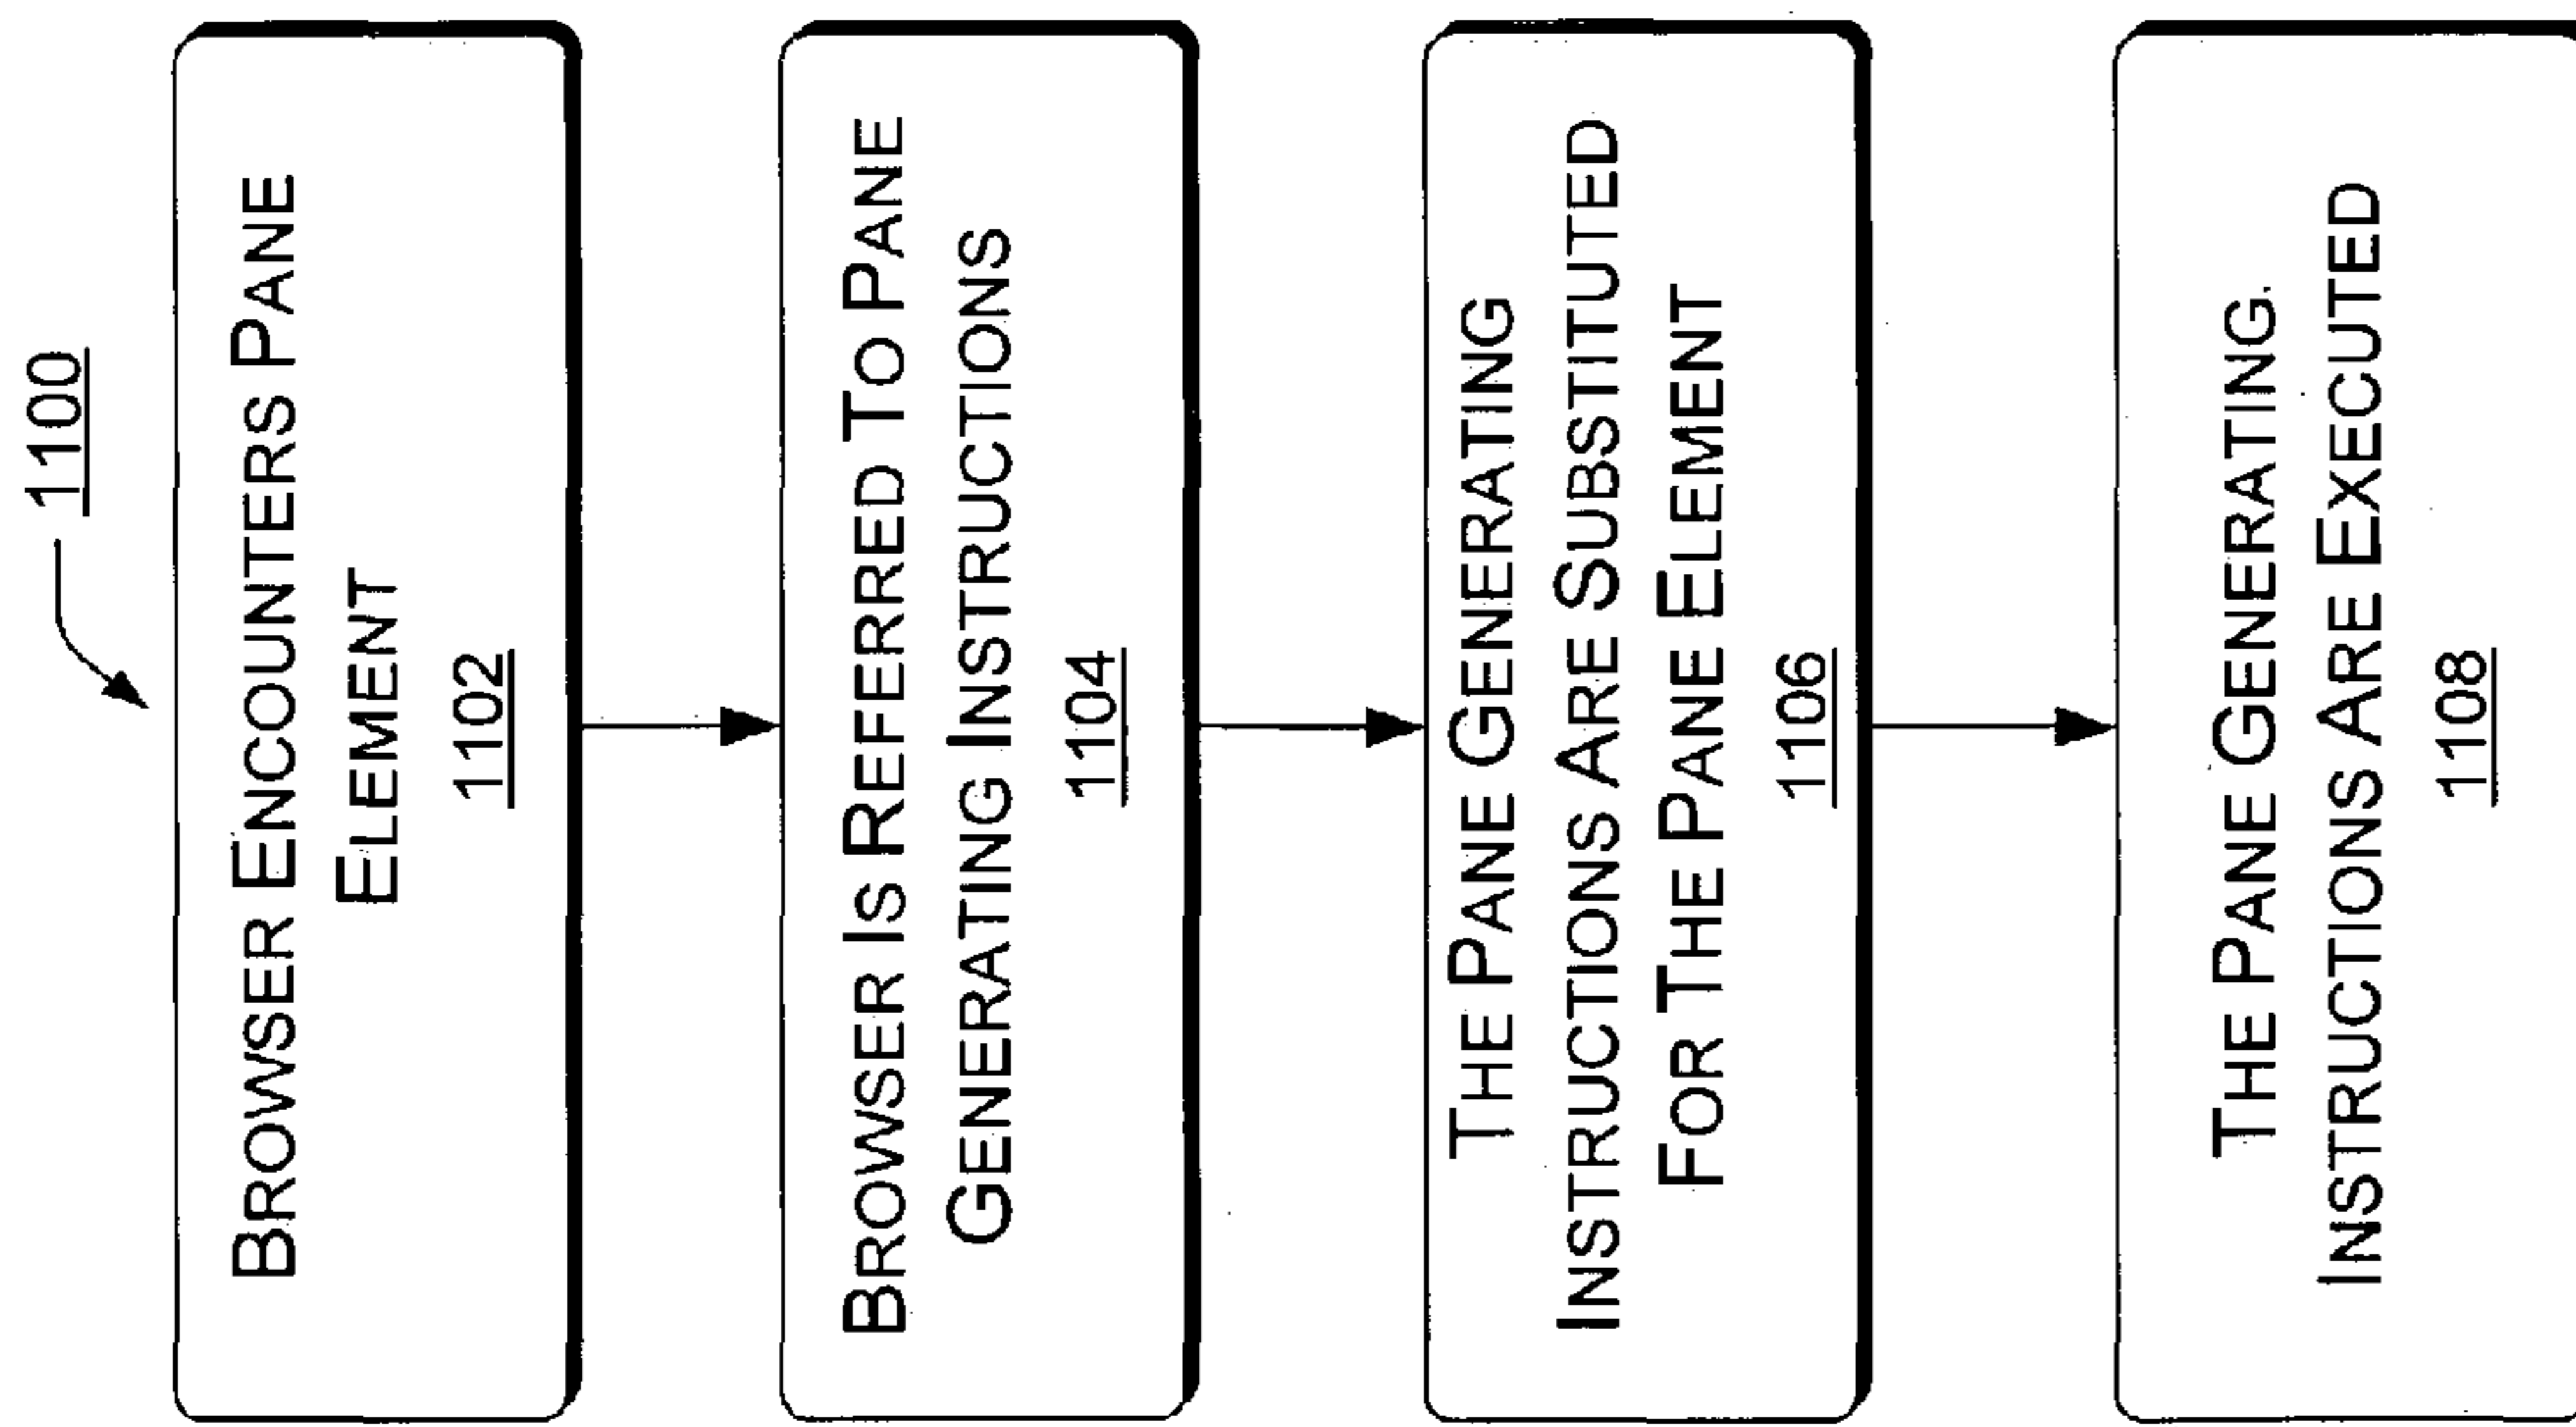 1100
BROWSER ENCOUNTERS PANE
ELEMENT
1102
BROWSER IS REFERRED TO PANE
GENERATING INSTRUCTIONS
1104
THE PANE GENERATING
INSTRUCTIONS ARE SUBSTITUTED
FOR THE PANE ELEMENT
1106
THE PANE GENERATING
INSTRUCTIONS ARE EXECUTED
1108